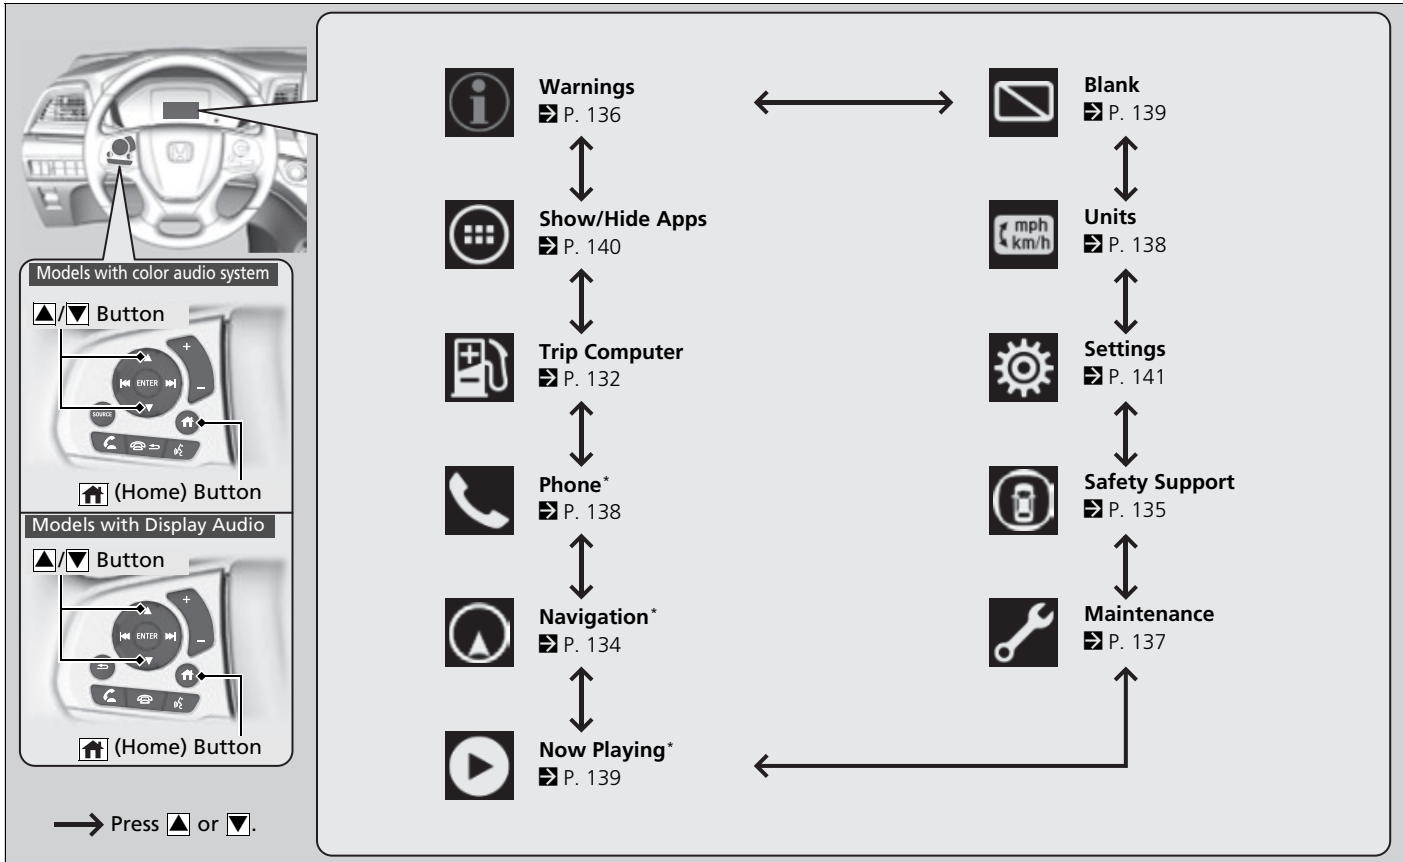 Models with color audio system
▲/▼ Button
+
ENTER
−
SOURCE
(Home) Button
Models with Display Audio
▲/▼ Button
+
ENTER
−
(Home) Button
Press ▲ or ▼.
Warnings
P. 136
Show/Hide Apps
P. 140
Trip Computer
P. 132
Phone*
P. 138
Navigation*
P. 134
Now Playing*
P. 139
Blank
P. 139
mph
km/h
Units
P. 138
Settings
P. 141
Safety Support
P. 135
Maintenance
P. 137